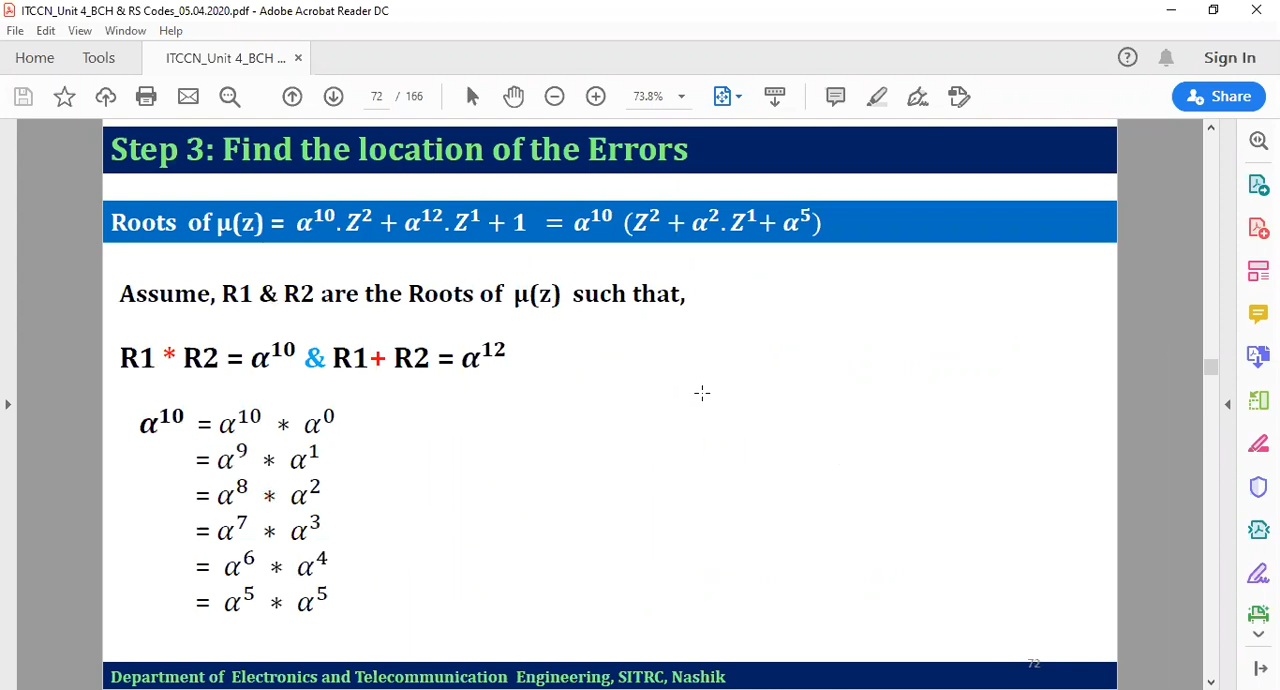 ITCCN_Unit 4_BCH & RS Codes_05.04.2020.pdf - Adobe Acrobat Reader DC
File Edit View Window Help
Home Tools ITCCN_Unit 4_BCH ... × Sign In
72 / 166 73.8% Share
Step 3: Find the location of the Errors
Roots of μ(z) = α¹⁰.Z² + α¹².Z¹ + 1 = α¹⁰ (Z² + α².Z¹+ α⁵)
Assume, R1 & R2 are the Roots of μ(z) such that,
R1 * R2 = α¹⁰ & R1+ R2 = α¹²
α¹⁰ = α¹⁰ * α⁰
= α⁹ * α¹
= α⁸ * α²
= α⁷ * α³
= α⁶ * α⁴
= α⁵ * α⁵
72
Department of Electronics and Telecommunication Engineering, SITRC, Nashik